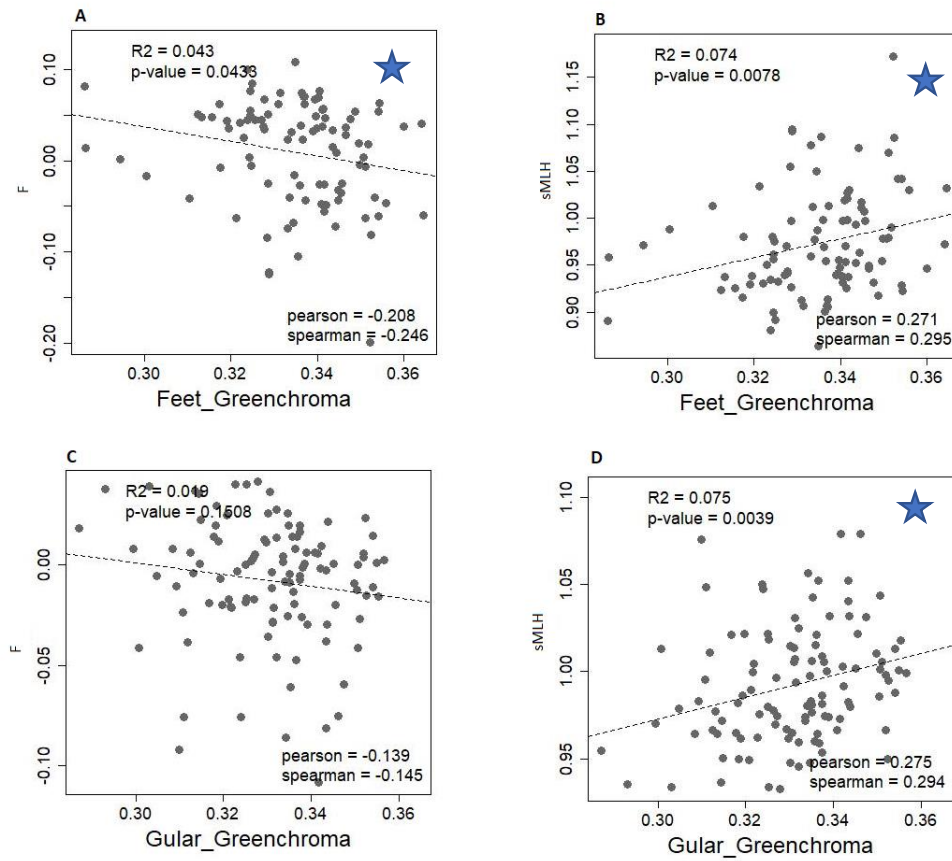 A
R2 = 0.043
p-value = 0.0433
0.10
0.00
-0.10
-0.20
F
pearson = -0.208
spearman = -0.246
0.30
0.32
0.34
0.36
Feet_Greenchroma
B
R2 = 0.074
p-value = 0.0078
1.15
1.10
1.05
1.00
0.95
0.90
sMLH
pearson = 0.271
spearman = 0.295
0.30
0.32
0.34
0.36
Feet_Greenchroma
C
R2 = 0.019
p-value = 0.1508
0.00
-0.05
-0.10
F
pearson = -0.139
spearman = -0.145
0.30
0.32
0.34
0.36
Gular_Greenchroma
D
R2 = 0.075
p-value = 0.0039
1.10
1.05
1.00
0.95
sMLH
pearson = 0.275
spearman = 0.294
0.30
0.32
0.34
0.36
Gular_Greenchroma